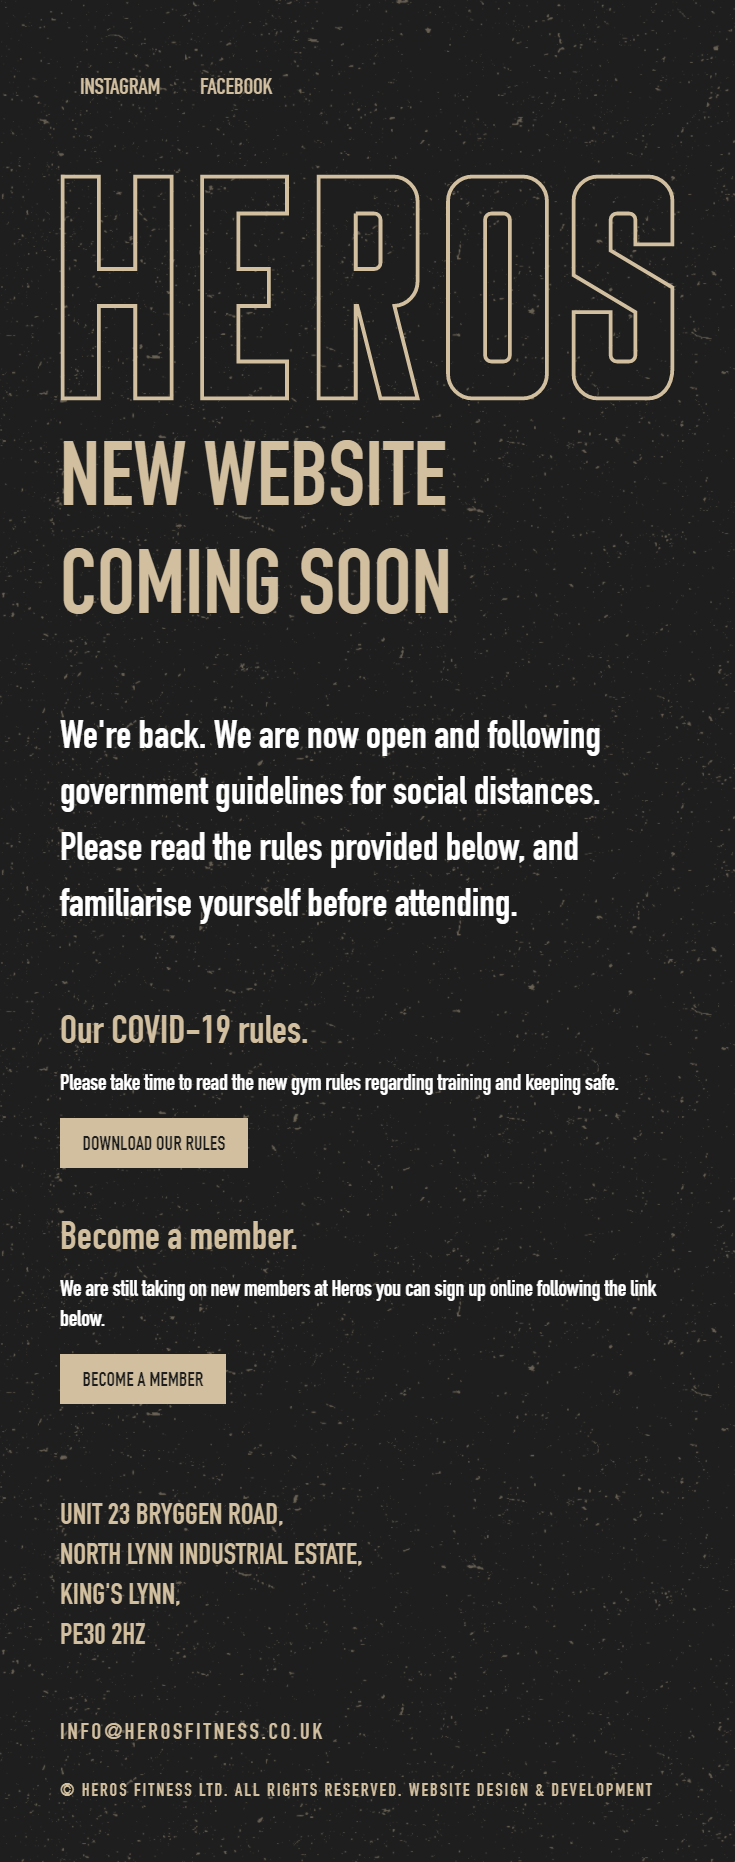 INSTAGRAM FACEBOOK
HEROS
NEW WEBSITE
COMING SOON
We're back. We are now open and following
government guidelines for social distances.
Please read the rules provided below, and
familiarise yourself before attending.
Our COVID-19 rules.
Please take time to read the new gym rules regarding training and keeping safe.
DOWNLOAD OUR RULES
Become a member.
We are still taking on new members at Heros you can sign up online following the link
below.
BECOME A MEMBER
UNIT 23 BRYGGEN ROAD,
NORTH LYNN INDUSTRIAL ESTATE,
KING'S LYNN,
PE30 2HZ
INFO@HEROSFITNESS.CO.UK
© HEROS FITNESS LTD. ALL RIGHTS RESERVED. WEBSITE DESIGN & DEVELOPMENT